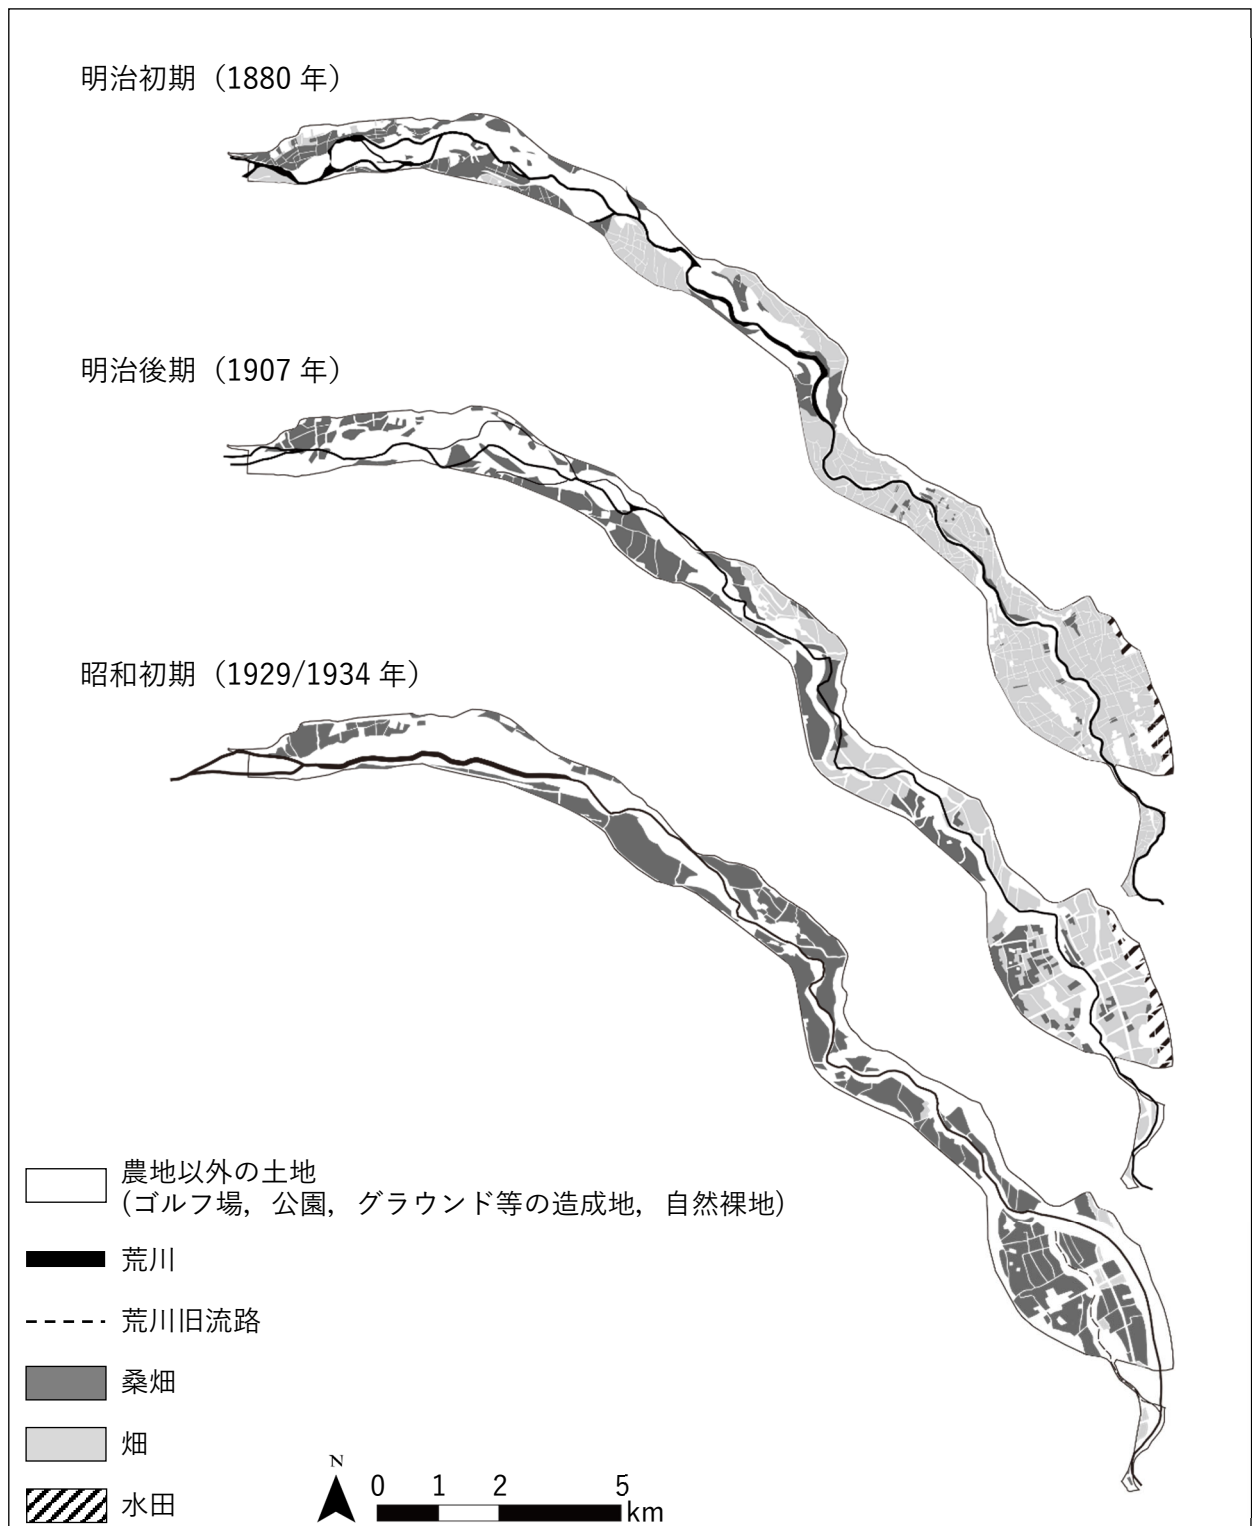 明治初期（1880 年）
明治後期（1907 年）
昭和初期（1929/1934 年）
農地以外の土地
(ゴルフ場，公園，グラウンド等の造成地，自然裸地)
荒川
荒川旧流路
桑畑
畑
水田
N
0 1 2 5
km